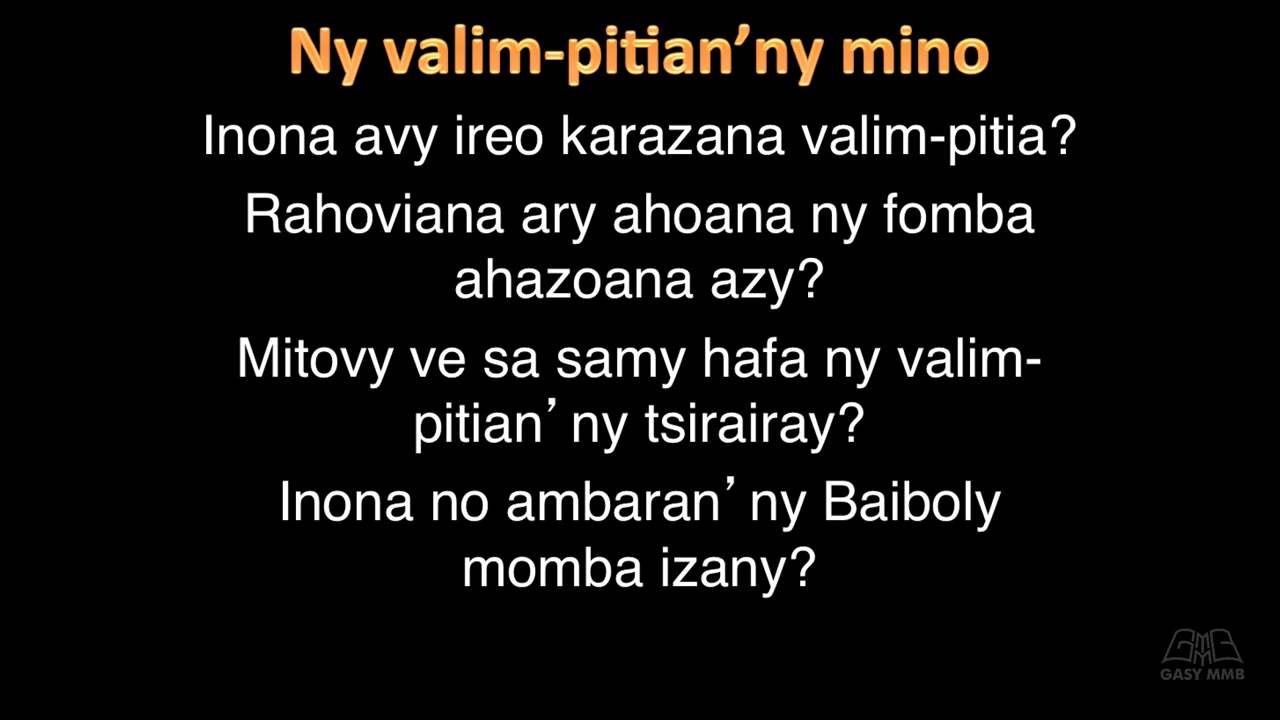 Ny valim-pitian’ny mino
Inona avy ireo karazana valim-pitia?
Rahoviana ary ahoana ny fomba
ahazoana azy?
Mitovy ve sa samy hafa ny valim-
pitian’ ny tsirairay?
Inona no ambaran’ ny Baiboly
momba izany?
GMMG
GASY MMB